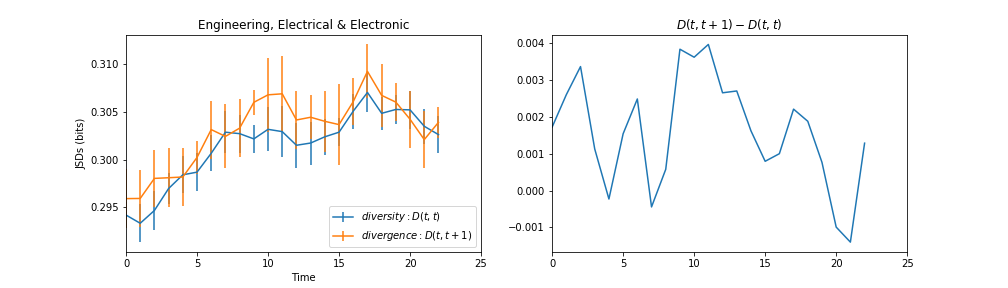 Engineering, Electrical & Electronic
JSDs (bits)
0.310
0.305
0.300
0.295
diversity: D(t, t)
divergence: D(t, t+1)
0 5 10 15 20 25
Time
D(t, t+1) − D(t, t)
0.004
0.003
0.002
0.001
0.000
−0.001
0 5 10 15 20 25